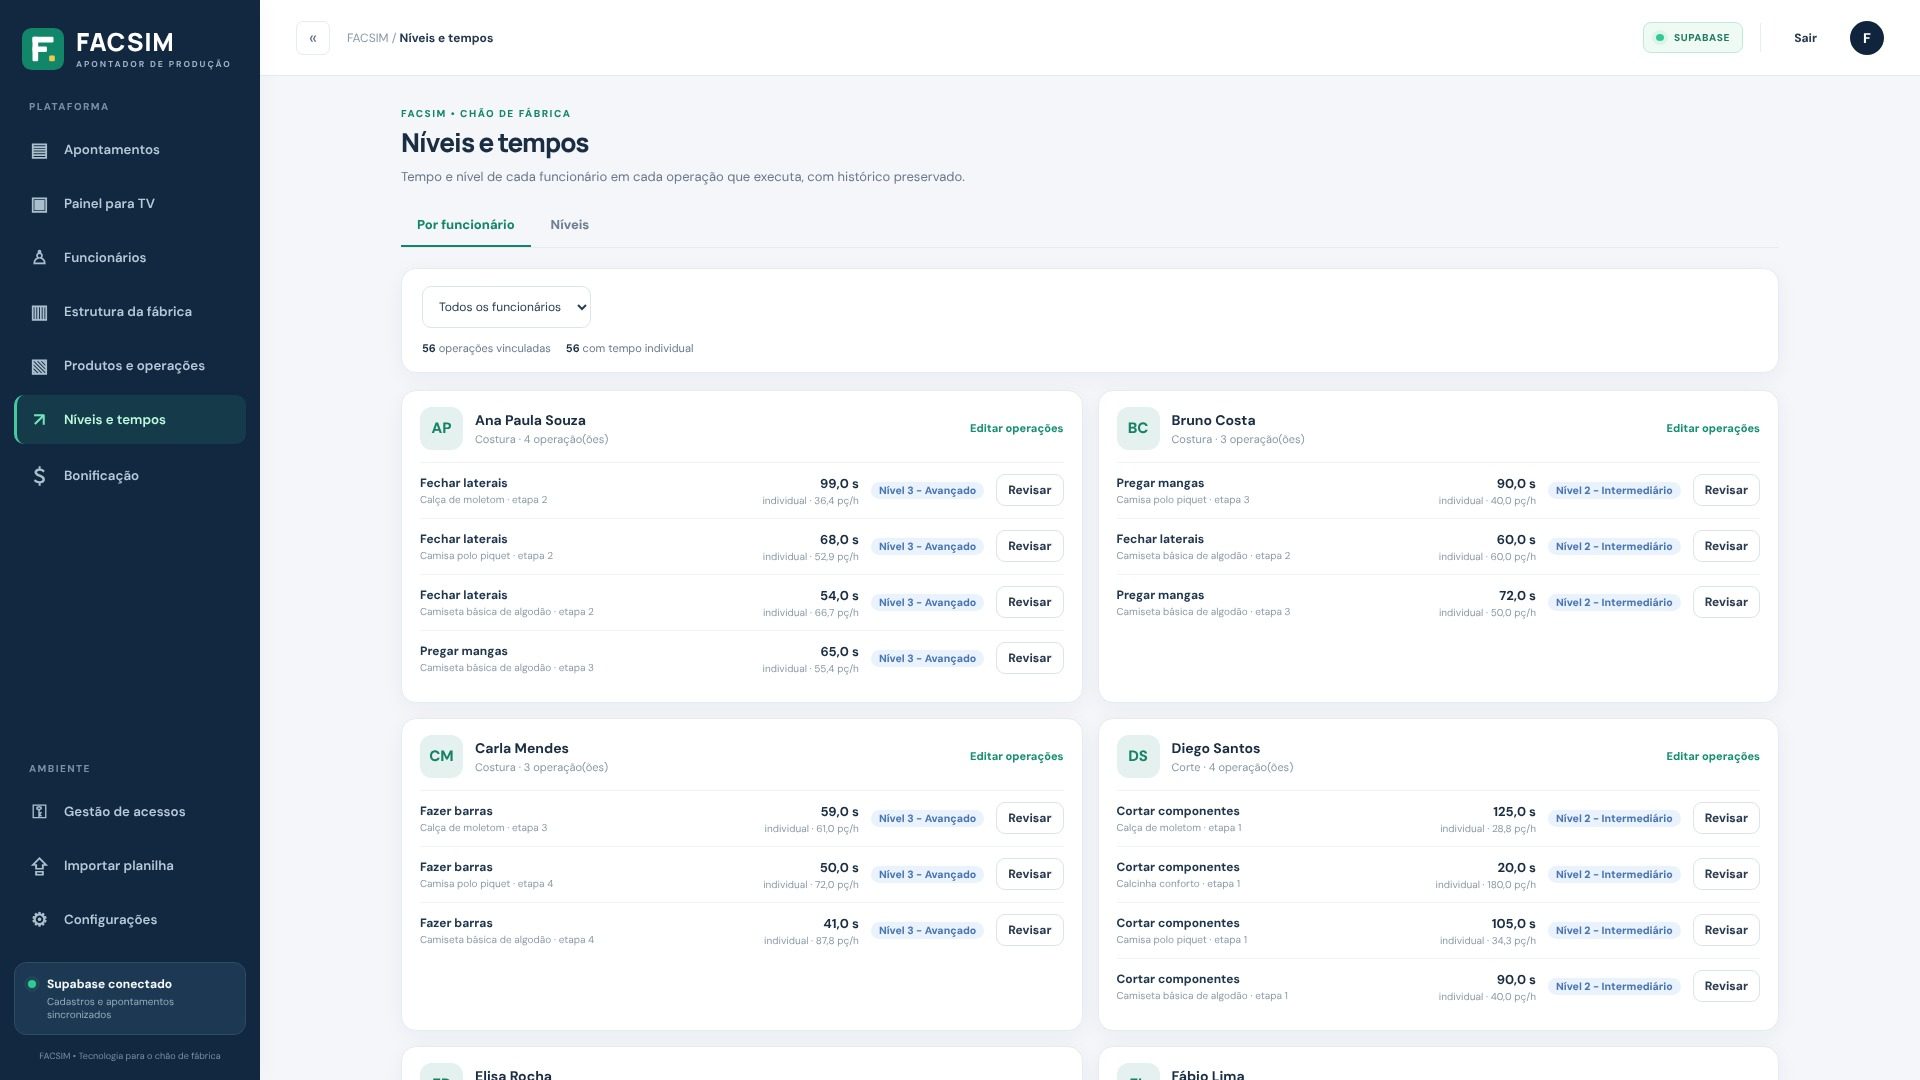 FACSIM
APONTADOR DE PRODUÇÃO
PLATAFORMA
Apontamentos
Painel para TV
Funcionários
Estrutura da fábrica
Produtos e operações
Níveis e tempos
Bonificação
AMBIENTE
Gestão de acessos
Importar planilha
Configurações
Supabase conectado
Cadastros e apontamentos
sincronizados
FACSIM • Tecnologia para o chão de fábrica
« FACSIM / Níveis e tempos
SUPABASE
Sair
F
FACSIM • CHÃO DE FÁBRICA
Níveis e tempos
Tempo e nível de cada funcionário em cada operação que executa, com histórico preservado.
Por funcionário Níveis
Todos os funcionários
56 operações vinculadas 56 com tempo individual
AP
Ana Paula Souza
Costura · 4 operação(ões)
Editar operações
Fechar laterais 99,0 s Nível 3 - Avançado Revisar
Calça de moletom · etapa 2 individual · 36,4 pç/h
Fechar laterais 68,0 s Nível 3 - Avançado Revisar
Camisa polo piquet · etapa 2 individual · 52,9 pç/h
Fechar laterais 54,0 s Nível 3 - Avançado Revisar
Camiseta básica de algodão · etapa 2 individual · 66,7 pç/h
Pregar mangas 65,0 s Nível 3 - Avançado Revisar
Camiseta básica de algodão · etapa 3 individual · 55,4 pç/h
BC
Bruno Costa
Costura · 3 operação(ões)
Editar operações
Pregar mangas 90,0 s Nível 2 - Intermediário Revisar
Camisa polo piquet · etapa 3 individual · 40,0 pç/h
Fechar laterais 60,0 s Nível 2 - Intermediário Revisar
Camiseta básica de algodão · etapa 2 individual · 60,0 pç/h
Pregar mangas 72,0 s Nível 2 - Intermediário Revisar
Camiseta básica de algodão · etapa 3 individual · 50,0 pç/h
CM
Carla Mendes
Costura · 3 operação(ões)
Editar operações
Fazer barras 59,0 s Nível 3 - Avançado Revisar
Calça de moletom · etapa 3 individual · 61,0 pç/h
Fazer barras 50,0 s Nível 3 - Avançado Revisar
Camisa polo piquet · etapa 4 individual · 72,0 pç/h
Fazer barras 41,0 s Nível 3 - Avançado Revisar
Camiseta básica de algodão · etapa 4 individual · 87,8 pç/h
DS
Diego Santos
Corte · 4 operação(ões)
Editar operações
Cortar componentes 125,0 s Nível 2 - Intermediário Revisar
Calça de moletom · etapa 1 individual · 28,8 pç/h
Cortar componentes 20,0 s Nível 2 - Intermediário Revisar
Calcinha conforto · etapa 1 individual · 180,0 pç/h
Cortar componentes 105,0 s Nível 2 - Intermediário Revisar
Camisa polo piquet · etapa 1 individual · 34,3 pç/h
Cortar componentes 90,0 s Nível 2 - Intermediário Revisar
Camiseta básica de algodão · etapa 1 individual · 40,0 pç/h
Elisa Rocha
Fábio Lima